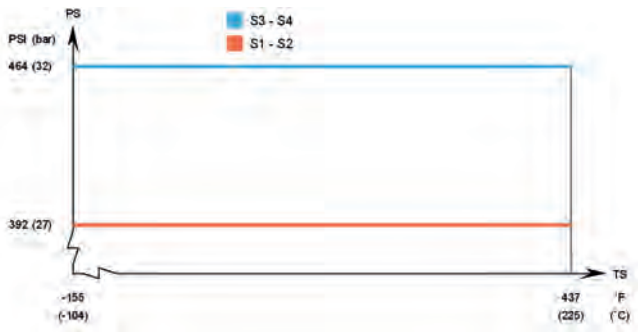 PS
PSI (bar)
S3 - S4
S1 - S2
464 (32)
392 (27)
TS
-155 437 °F
(-104) (225) (°C)